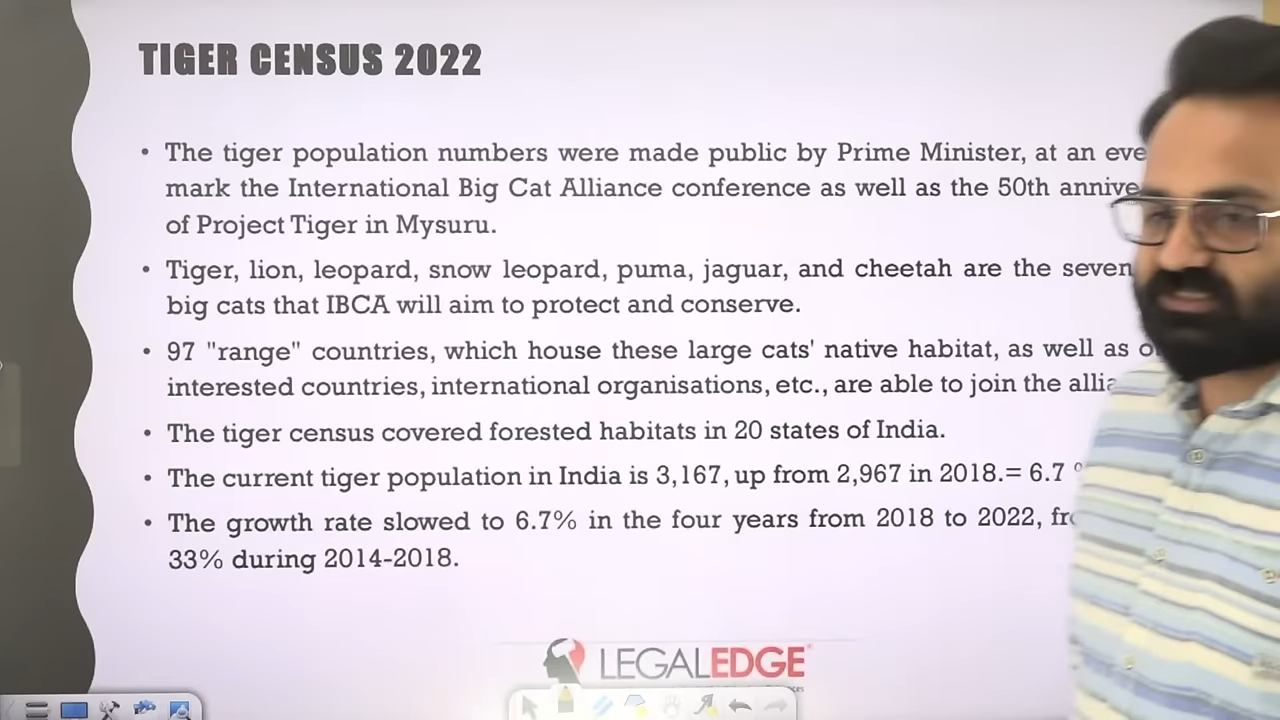 TIGER CENSUS 2022
• The tiger population numbers were made public by Prime Minister, at an
mark the International Big Cat Alliance conference as well as the 50th
of Project Tiger in Mysuru.
• Tiger, lion, leopard, snow leopard, puma, jaguar, and cheetah are the seven
big cats that IBCA will aim to protect and conserve.
• 97 "range" countries, which house these large cats' native habitat, as well as
interested countries, international organisations, etc., are able to join the
• The tiger census covered forested habitats in 20 states of India.
• The current tiger population in India is 3,167, up from 2,967 in 2018.= 6.7
• The growth rate slowed to 6.7% in the four years from 2018 to 2022,
33% during 2014-2018.
LEGALEDGE